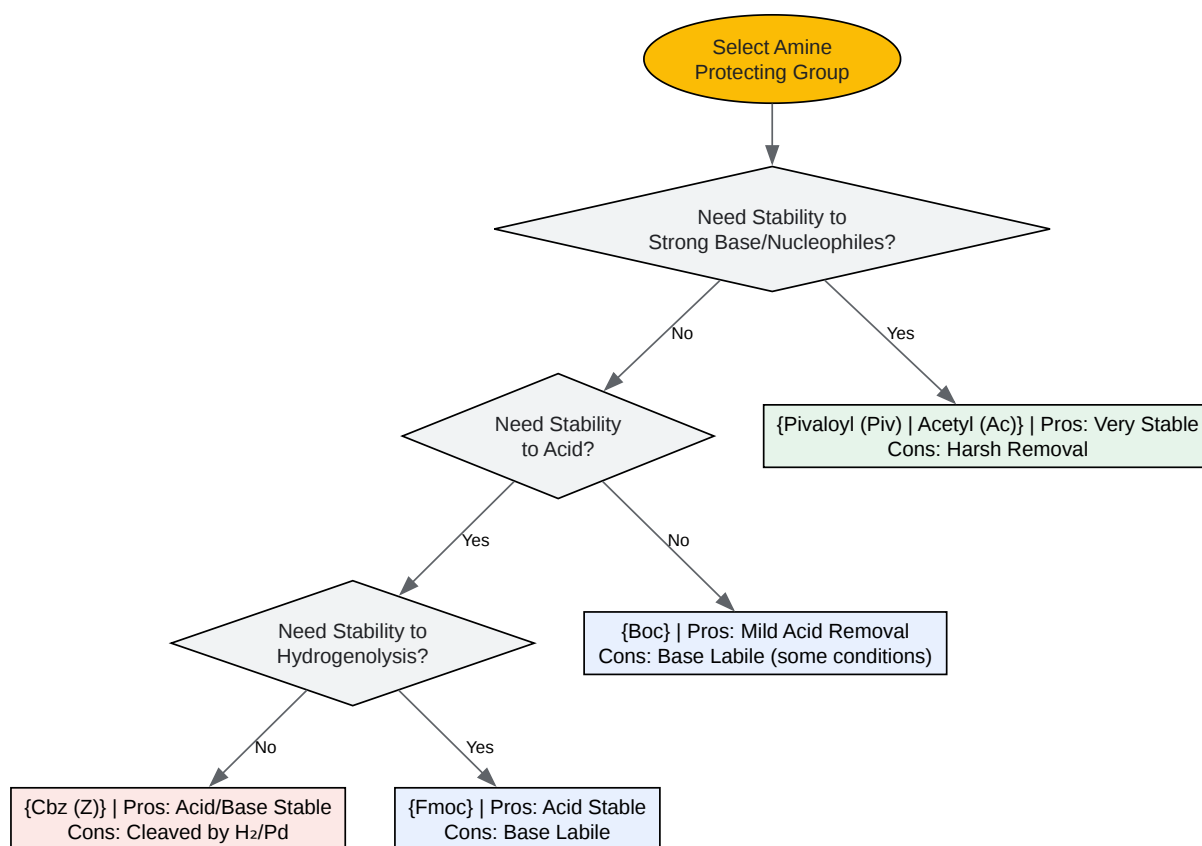 Select Amine
Protecting Group
Need Stability to
Strong Base/Nucleophiles?
No
Yes
Need Stability
to Acid?
{Pivaloyl (Piv) | Acetyl (Ac)} | Pros: Very Stable
Cons: Harsh Removal
Yes
No
Need Stability to
Hydrogenolysis?
{Boc} | Pros: Mild Acid Removal
Cons: Base Labile (some conditions)
No
Yes
{Cbz (Z)} | Pros: Acid/Base Stable
Cons: Cleaved by H₂/Pd
{Fmoc} | Pros: Acid Stable
Cons: Base Labile